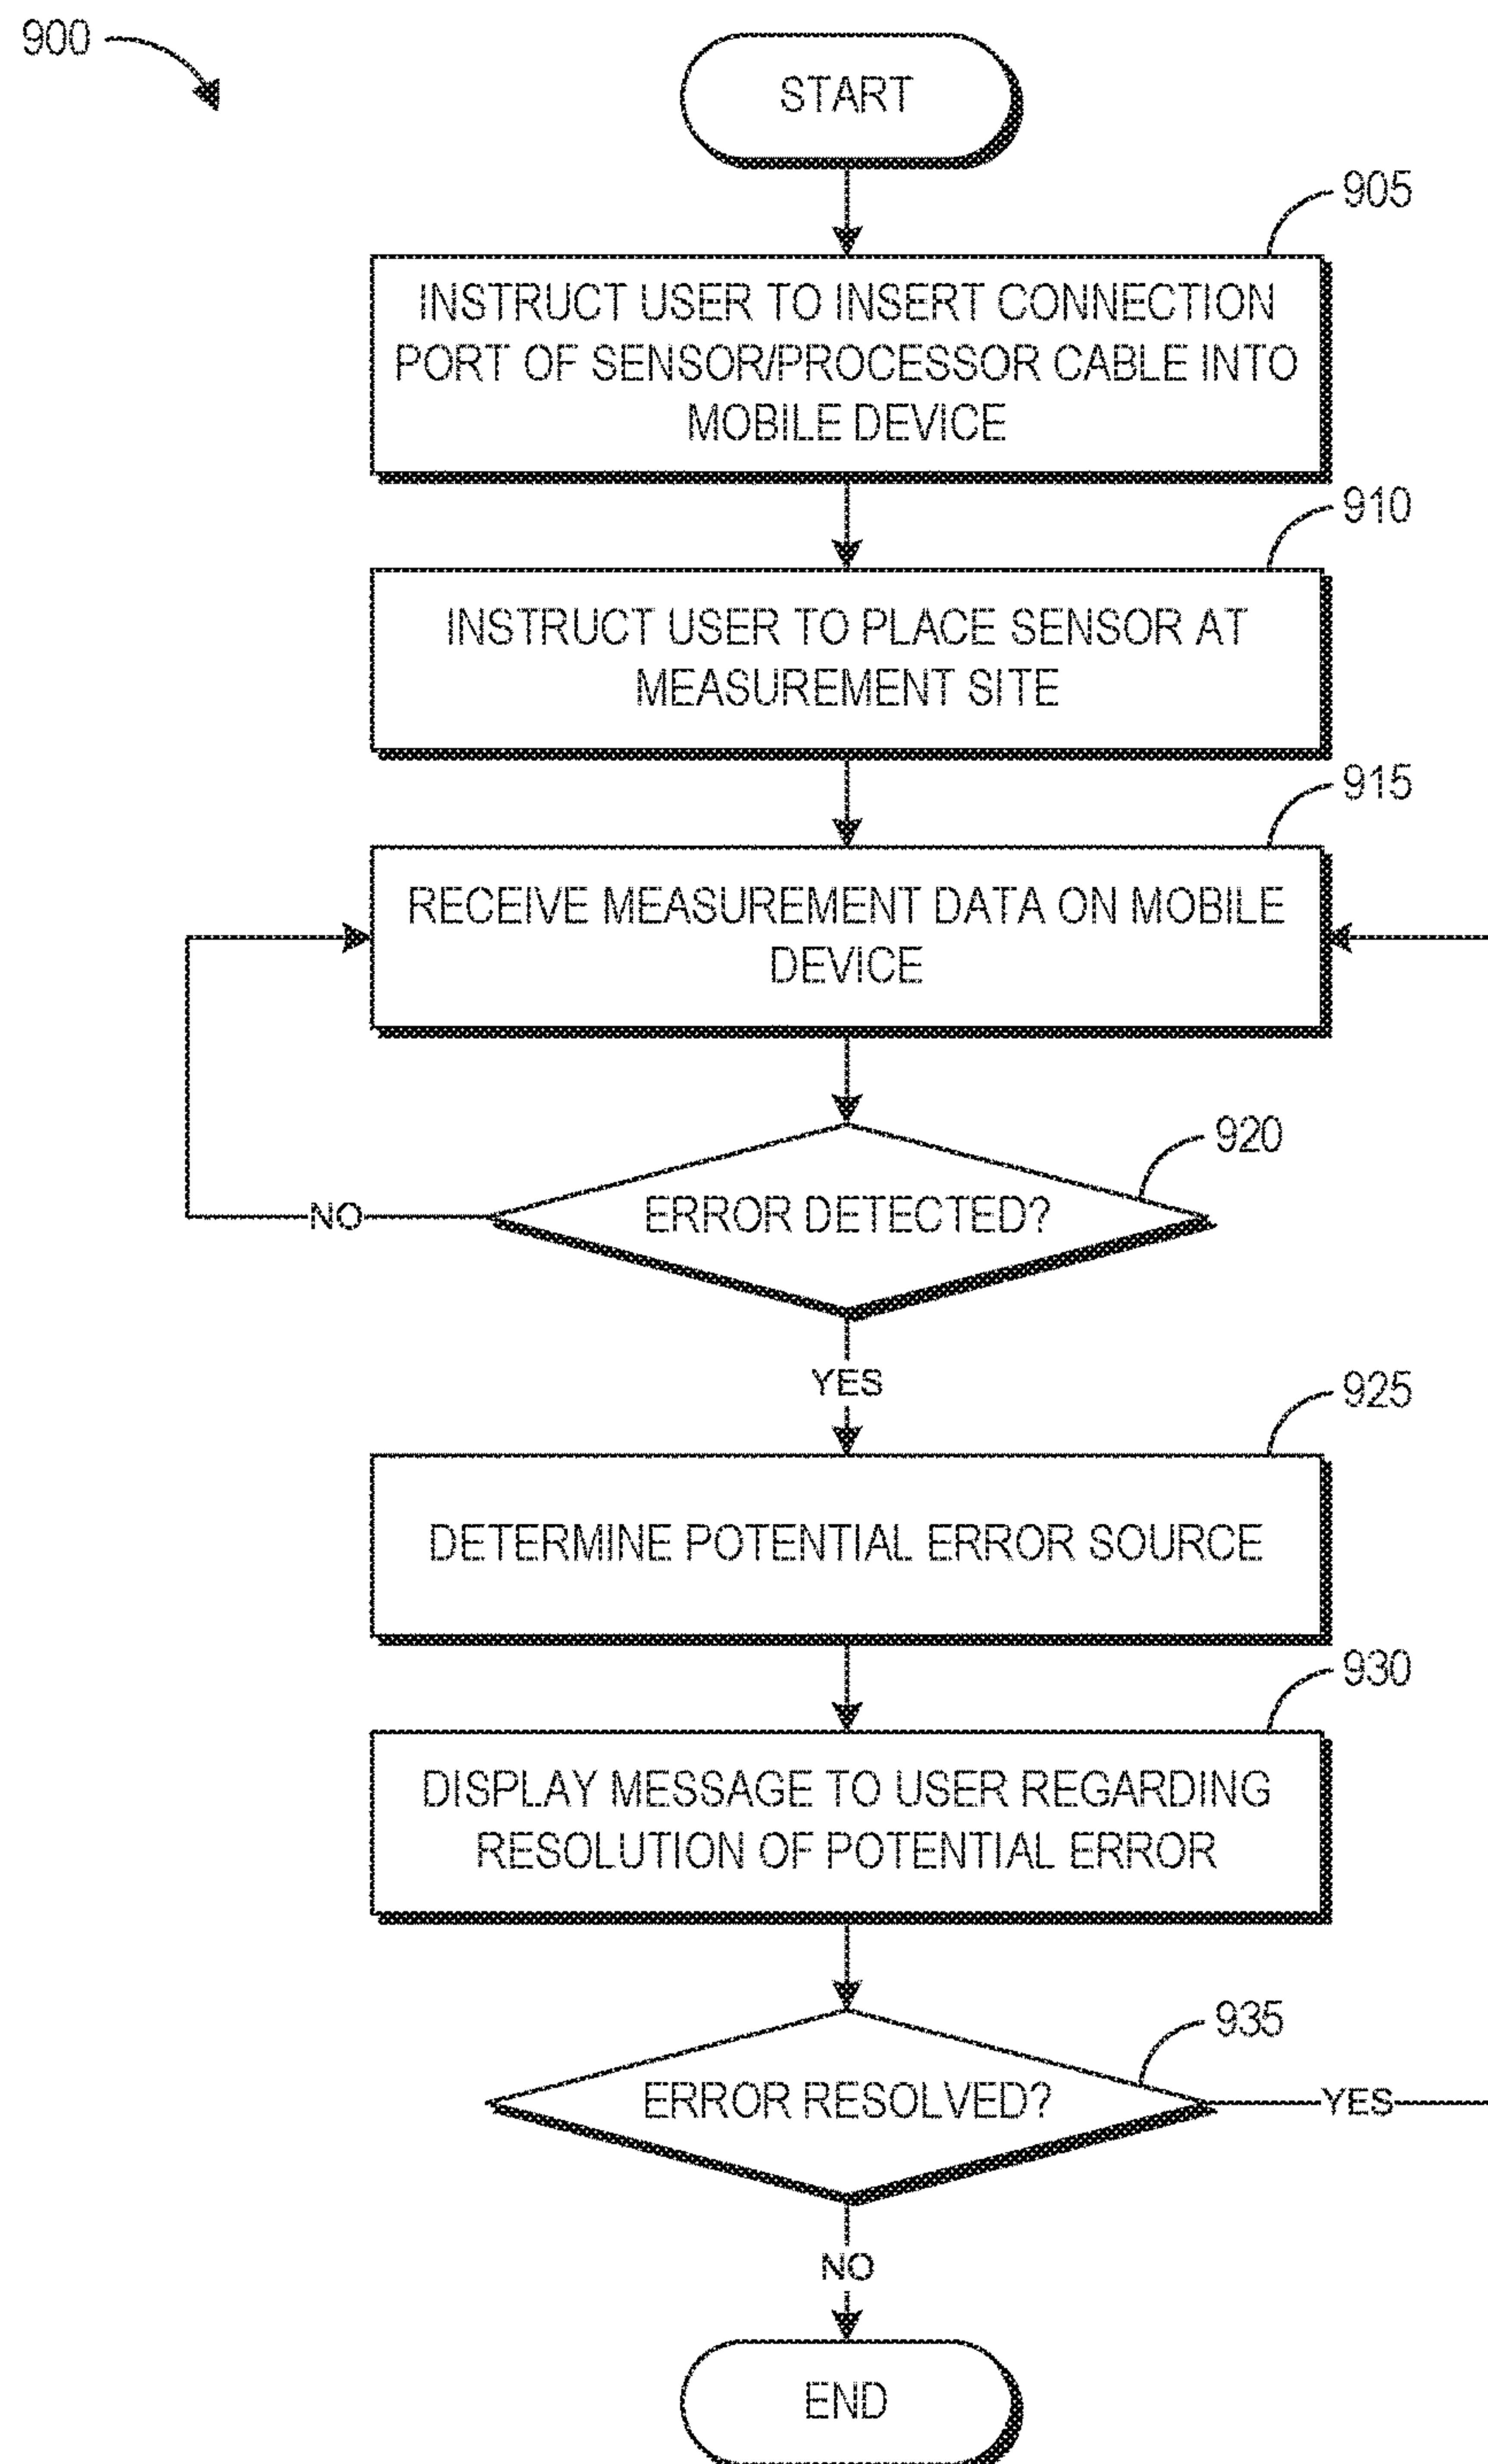 900
START
905
INSTRUCT USER TO INSERT CONNECTION
PORT OF SENSOR/PROCESSOR CABLE INTO
MOBILE DEVICE
910
INSTRUCT USER TO PLACE SENSOR AT
MEASUREMENT SITE
915
RECEIVE MEASUREMENT DATA ON MOBILE
DEVICE
920
ERROR DETECTED?
NO
YES
925
DETERMINE POTENTIAL ERROR SOURCE
930
DISPLAY MESSAGE TO USER REGARDING
RESOLUTION OF POTENTIAL ERROR
935
ERROR RESOLVED?
YES
NO
END